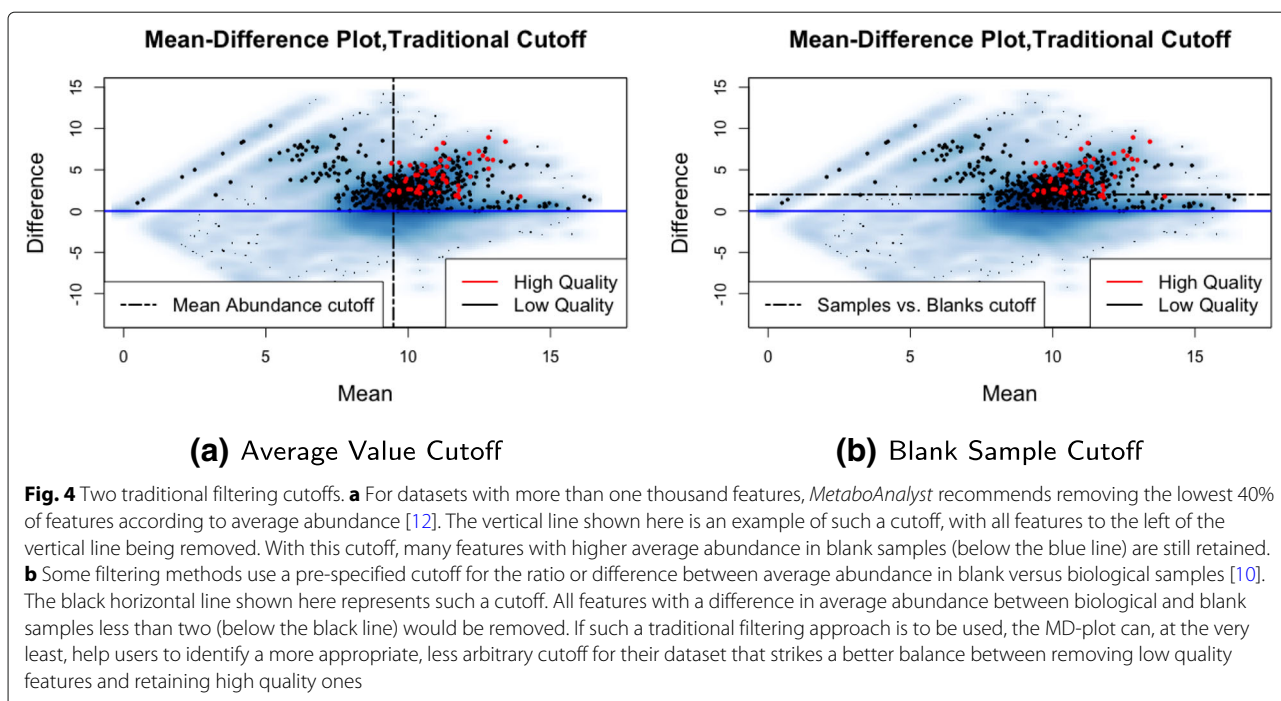 Mean-Difference Plot,Traditional Cutoff
Difference
15
10
5
0
-5
-10
Mean Abundance cutoff
High Quality
Low Quality
0
5
10
15
Mean
(a) Average Value Cutoff
Mean-Difference Plot,Traditional Cutoff
Difference
15
10
5
0
-5
-10
Samples vs. Blanks cutoff
High Quality
Low Quality
0
5
10
15
Mean
(b) Blank Sample Cutoff
Fig. 4 Two traditional filtering cutoffs. a For datasets with more than one thousand features, MetaboAnalyst recommends removing the lowest 40%
of features according to average abundance [12]. The vertical line shown here is an example of such a cutoff, with all features to the left of the
vertical line being removed. With this cutoff, many features with higher average abundance in blank samples (below the blue line) are still retained.
b Some filtering methods use a pre-specified cutoff for the ratio or difference between average abundance in blank versus biological samples [10].
The black horizontal line shown here represents such a cutoff. All features with a difference in average abundance between biological and blank
samples less than two (below the black line) would be removed. If such a traditional filtering approach is to be used, the MD-plot can, at the very
least, help users to identify a more appropriate, less arbitrary cutoff for their dataset that strikes a better balance between removing low quality
features and retaining high quality ones